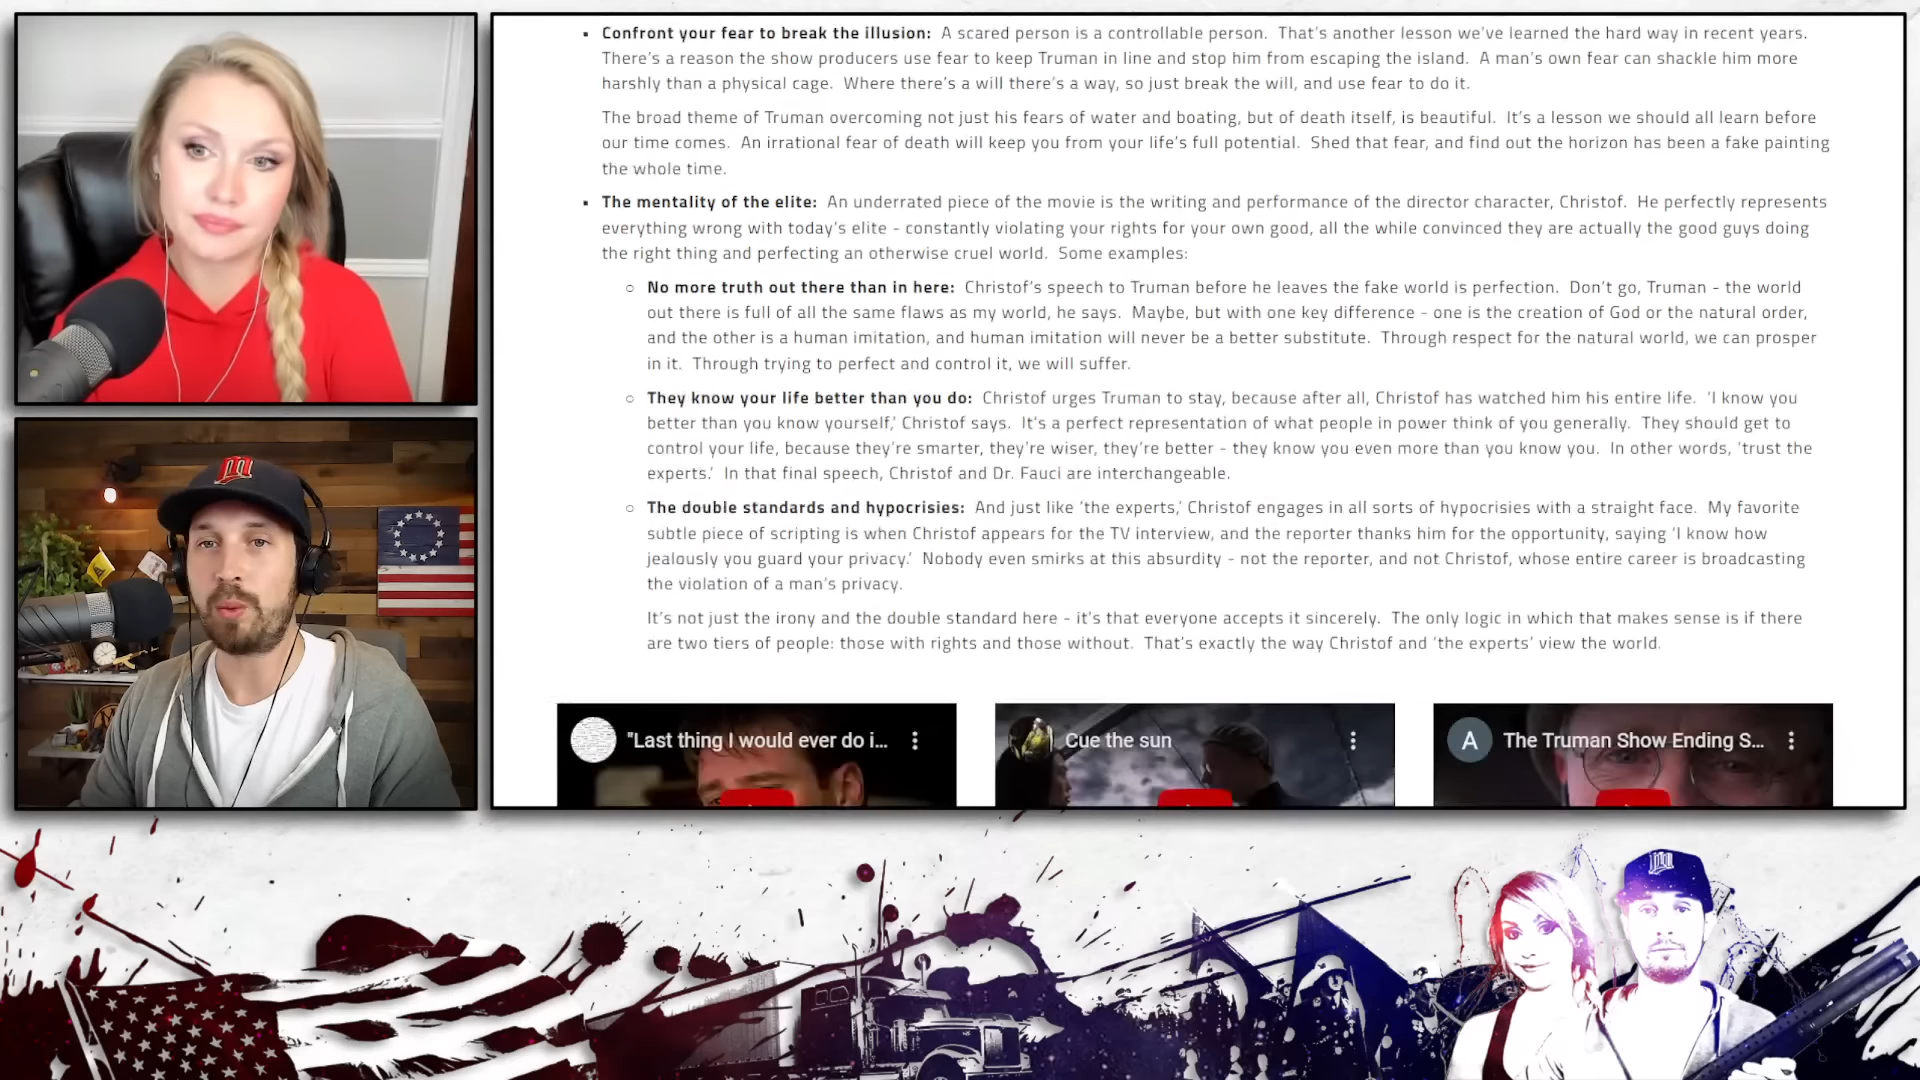 Confront your fear to break the illusion: A scared person is a controllable person. That's another lesson we've learned the hard way in recent years.
There's a reason the show producers use fear to keep Truman in line and stop him from escaping the island. A man's own fear can shackle him more
harshly than a physical cage. Where there's a will there's a way, so just break the will, and use fear to do it.
The broad theme of Truman overcoming not just his fears of water and boating, but of death itself, is beautiful. It's a lesson we should all learn before
our time comes. An irrational fear of death will keep you from your life's full potential. Shed that fear, and find out the horizon has been a fake painting
the whole time.
The mentality of the elite: An underrated piece of the movie is the writing and performance of the director character, Christof. He perfectly represents
everything wrong with today's elite - constantly violating your rights for your own good, all the while convinced they are actually the good guys doing
the right thing and perfecting an otherwise cruel world. Some examples:
No more truth out there than in here: Christof's speech to Truman before he leaves the fake world is perfection. Don't go, Truman - the world
out there is full of all the same flaws as my world, he says. Maybe, but with one key difference - one is the creation of God or the natural order,
and the other is a human imitation, and human imitation will never be a better substitute. Through respect for the natural world, we can prosper
in it. Through trying to perfect and control it, we will suffer.
They know your life better than you do: Christof urges Truman to stay, because after all, Christof has watched him his entire life. 'I know you
better than you know yourself,' Christof says. It's a perfect representation of what people in power think of you generally. They should get to
control your life, because they're smarter, they're wiser, they're better - they know you even more than you know you. In other words, 'trust the
experts.' In that final speech, Christof and Dr. Fauci are interchangeable.
The double standards and hypocrisies: And just like 'the experts,' Christof engages in all sorts of hypocrisies with a straight face. My favorite
subtle piece of scripting is when Christof appears for the TV interview, and the reporter thanks him for the opportunity, saying 'I know how
jealously you guard your privacy.' Nobody even smirks at this absurdity - not the reporter, and not Christof, whose entire career is broadcasting
the violation of a man's privacy.
It's not just the irony and the double standard here - it's that everyone accepts it sincerely. The only logic in which that makes sense is if there
are two tiers of people: those with rights and those without. That's exactly the way Christof and 'the experts' view the world.
"Last thing I would ever do i...
Cue the sun
A The Truman Show Ending S...